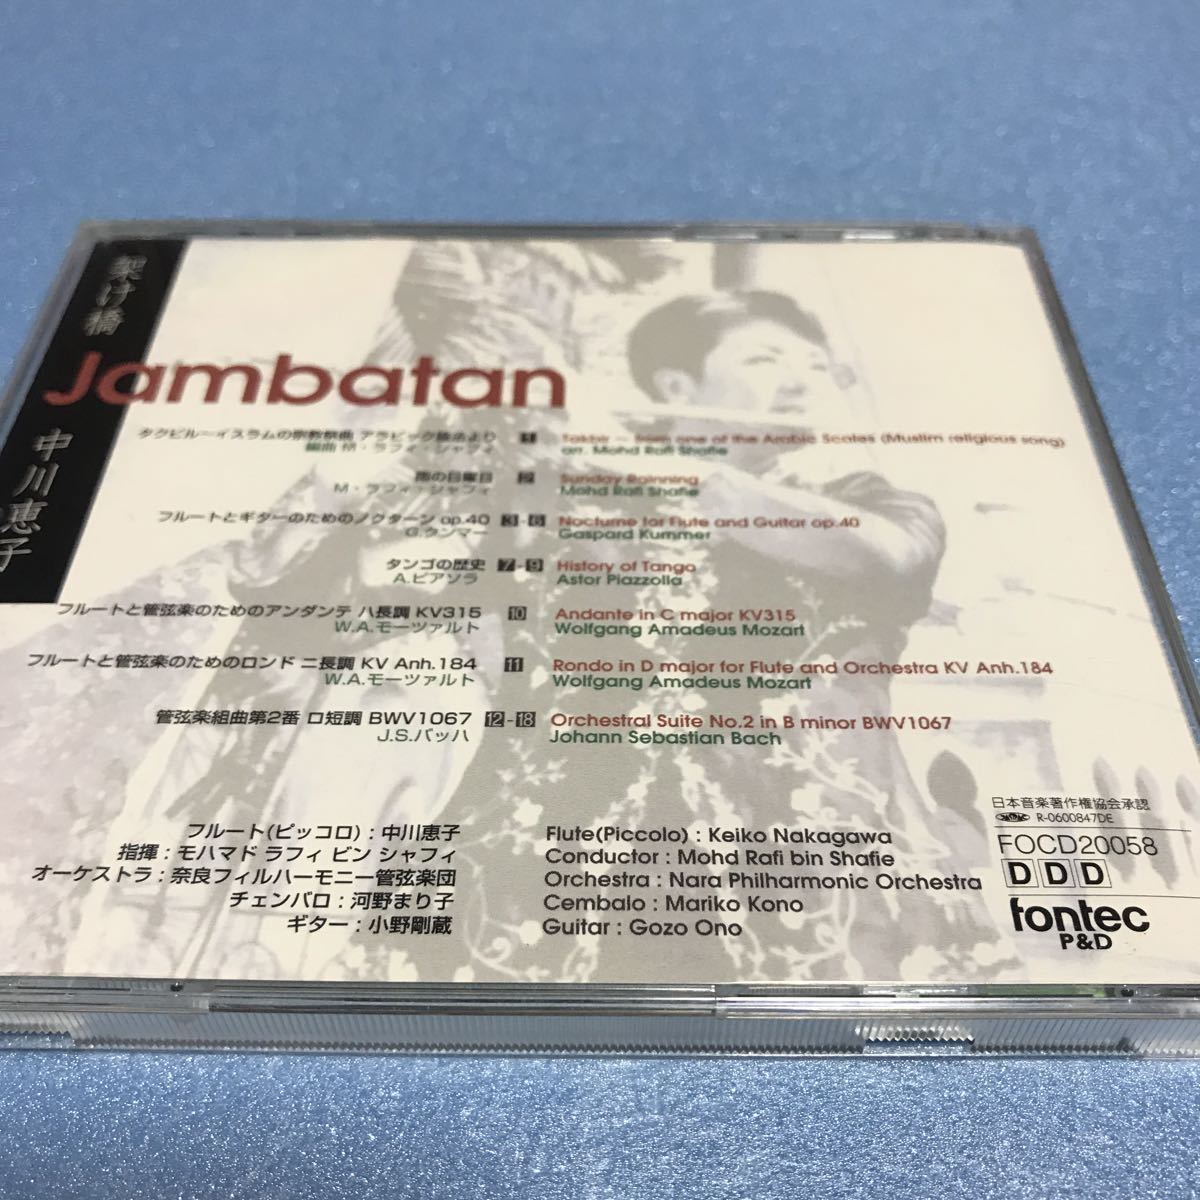 架け橋
Jambatan
中川恵子
タクビルーイスラムの宗教祭曲 アラビック旋法より 1 Takbir – from one of the Arabic Scales (Muslim religious song)
編曲 M・ラフィ・シャフィ arr. Mohd Rafi Shafie
雨の日曜日 2 Sunday Rainning
M・ラフィ・シャフィ Mohd Rafi Shafie
フルートとギターのためのノクターン op.40 3-6 Nocturne for Flute and Guitar op.40
G.クンマー Gaspard Kummer
タンゴの歴史 7-9 History of Tango
A.ピアソラ Astor Piazzolla
フルートと管弦楽のためのアンダンテ ハ長調 KV315 10 Andante in C major KV315
W.A.モーツァルト Wolfgang Amadeus Mozart
フルートと管弦楽のためのロンド ニ長調 KV Anh.184 11 Rondo in D major for Flute and Orchestra KV Anh.184
W.A.モーツァルト Wolfgang Amadeus Mozart
管弦楽組曲第2番 ロ短調 BWV1067 12-18 Orchestral Suite No.2 in B minor BWV1067
J.S.バッハ Johann Sebastian Bach
フルート(ピッコロ) : 中川恵子 Flute(Piccolo) : Keiko Nakagawa
指揮 : モハマド ラフィ ビン シャフィ Conductor : Mohd Rafi bin Shafie
オーケストラ : 奈良フィルハーモニー管弦楽団 Orchestra : Nara Philharmonic Orchestra
チェンバロ : 河野まり子 Cembalo : Mariko Kono
ギター : 小野剛蔵 Guitar : Gozo Ono
日本音楽著作権協会承認
JASRAC R-0600847DE
FOCD20058
DDD
fontec
P&D